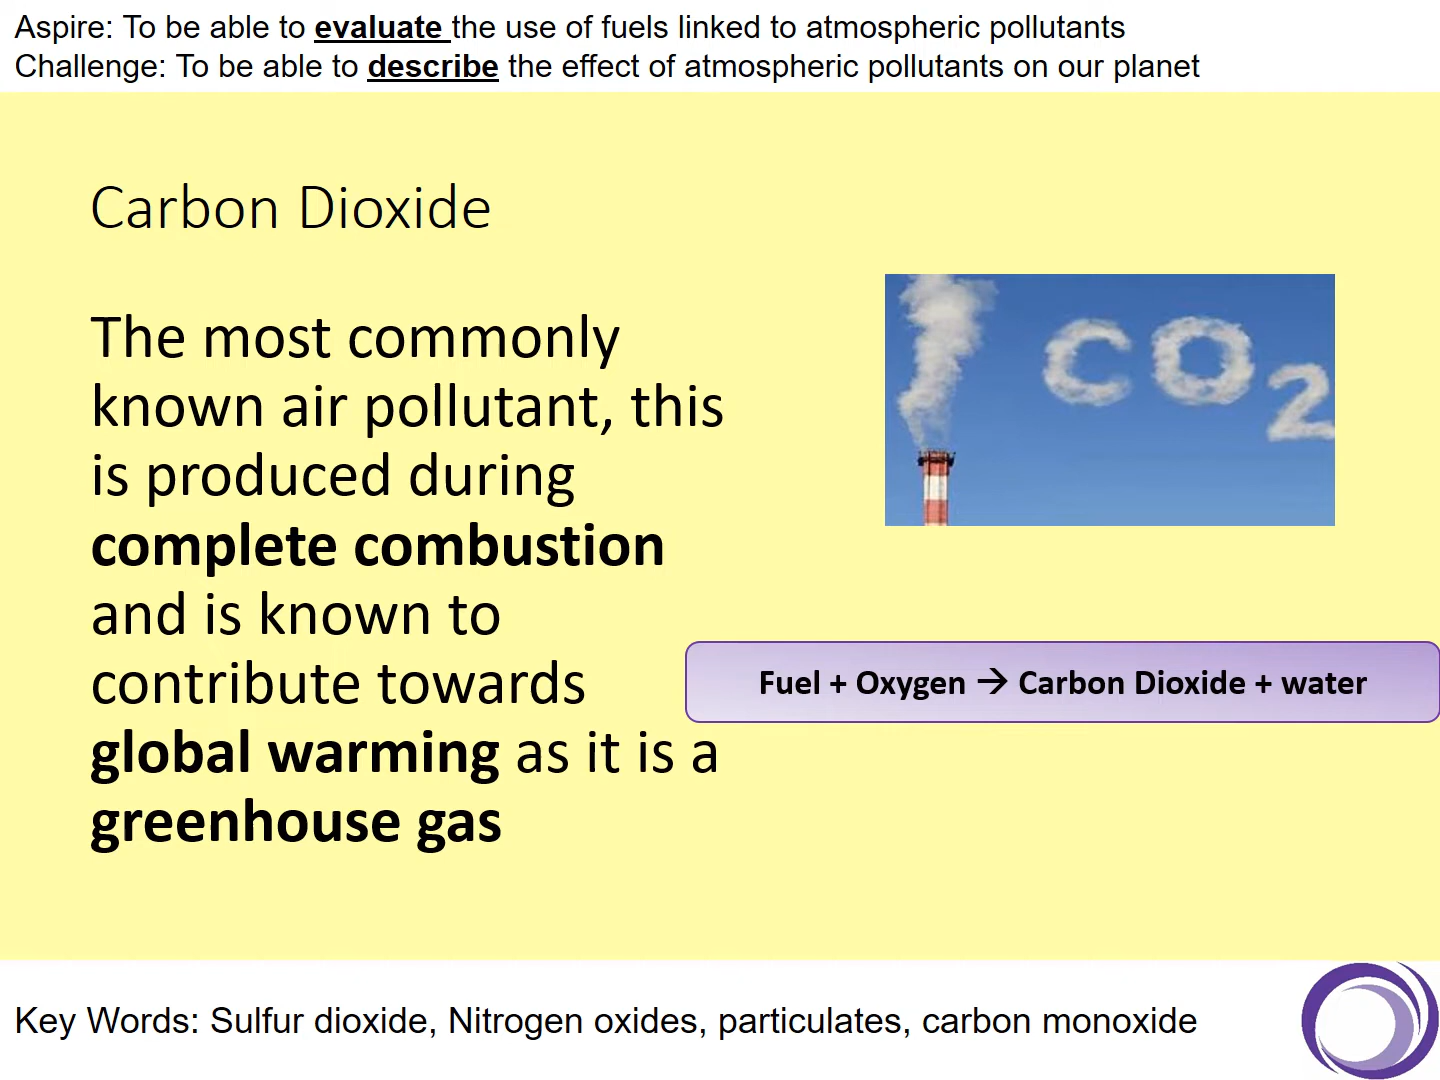 Aspire: To be able to evaluate the use of fuels linked to atmospheric pollutants
Challenge: To be able to describe the effect of atmospheric pollutants on our planet
Carbon Dioxide
The most commonly
known air pollutant, this
is produced during
complete combustion
and is known to
contribute towards
global warming as it is a
greenhouse gas
CO2
Fuel + Oxygen → Carbon Dioxide + water
Key Words: Sulfur dioxide, Nitrogen oxides, particulates, carbon monoxide